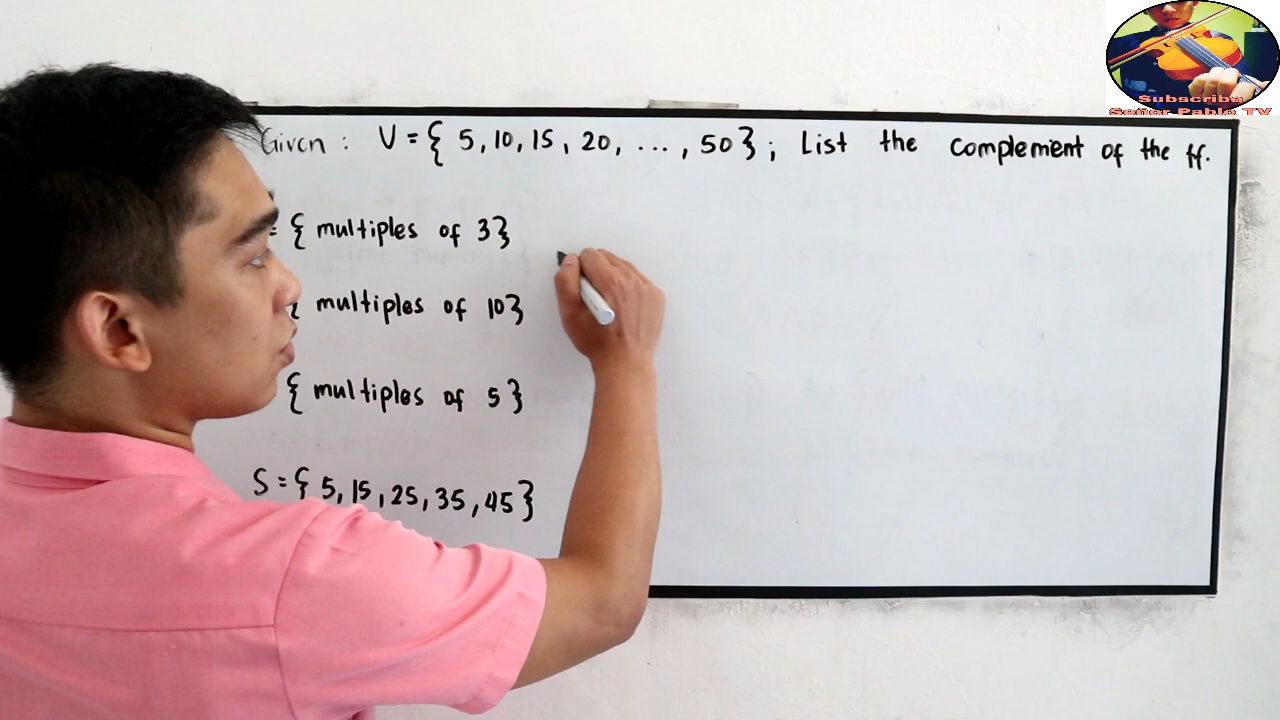 Given : U = { 5, 10, 15, 20, ... , 50 } ; List the complement of the ff.
= { multiples of 3 }
{ multiples of 10 }
{ multiples of 5 }
S = { 5, 15, 25, 35, 45 }
Subscribe
Señor Pablo TV